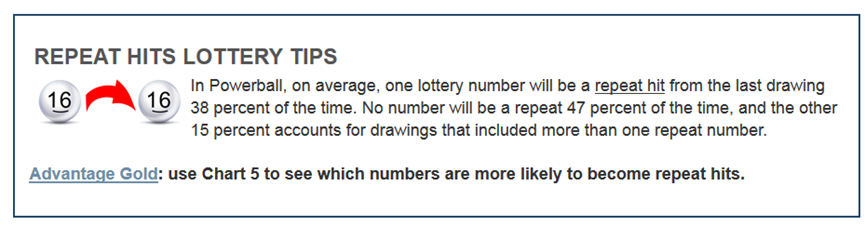 REPEAT HITS LOTTERY TIPS
16 16
In Powerball, on average, one lottery number will be a repeat hit from the last drawing
38 percent of the time. No number will be a repeat 47 percent of the time, and the other
15 percent accounts for drawings that included more than one repeat number.
Advantage Gold: use Chart 5 to see which numbers are more likely to become repeat hits.